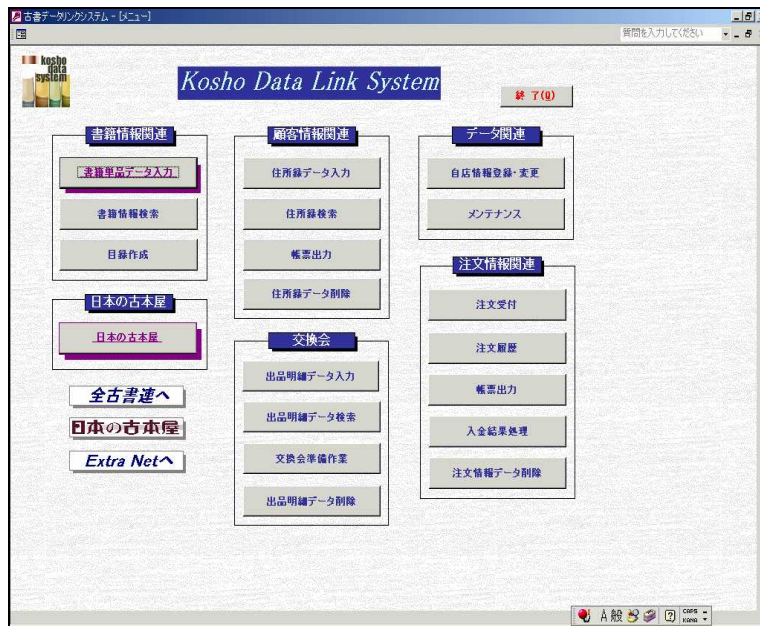 古書データリンクシステム - [メニュー]
質問を入力してください
kosho
data
system
Kosho Data Link System
終 了(Q)
書籍情報関連
書籍単品データ入力
書籍情報検索
目録作成
日本の古本屋
日本の古本屋
全古書連へ
日本の古本屋
Extra Netへ
顧客情報関連
住所録データ入力
住所録検索
帳票出力
住所録データ削除
交換会
出品明細データ入力
出品明細データ検索
交換会準備作業
出品明細データ削除
データ関連
自店情報登録・変更
メンテナンス
注文情報関連
注文受付
注文履歴
帳票出力
入金結果処理
注文情報データ削除
A 般
CAPS
KANA